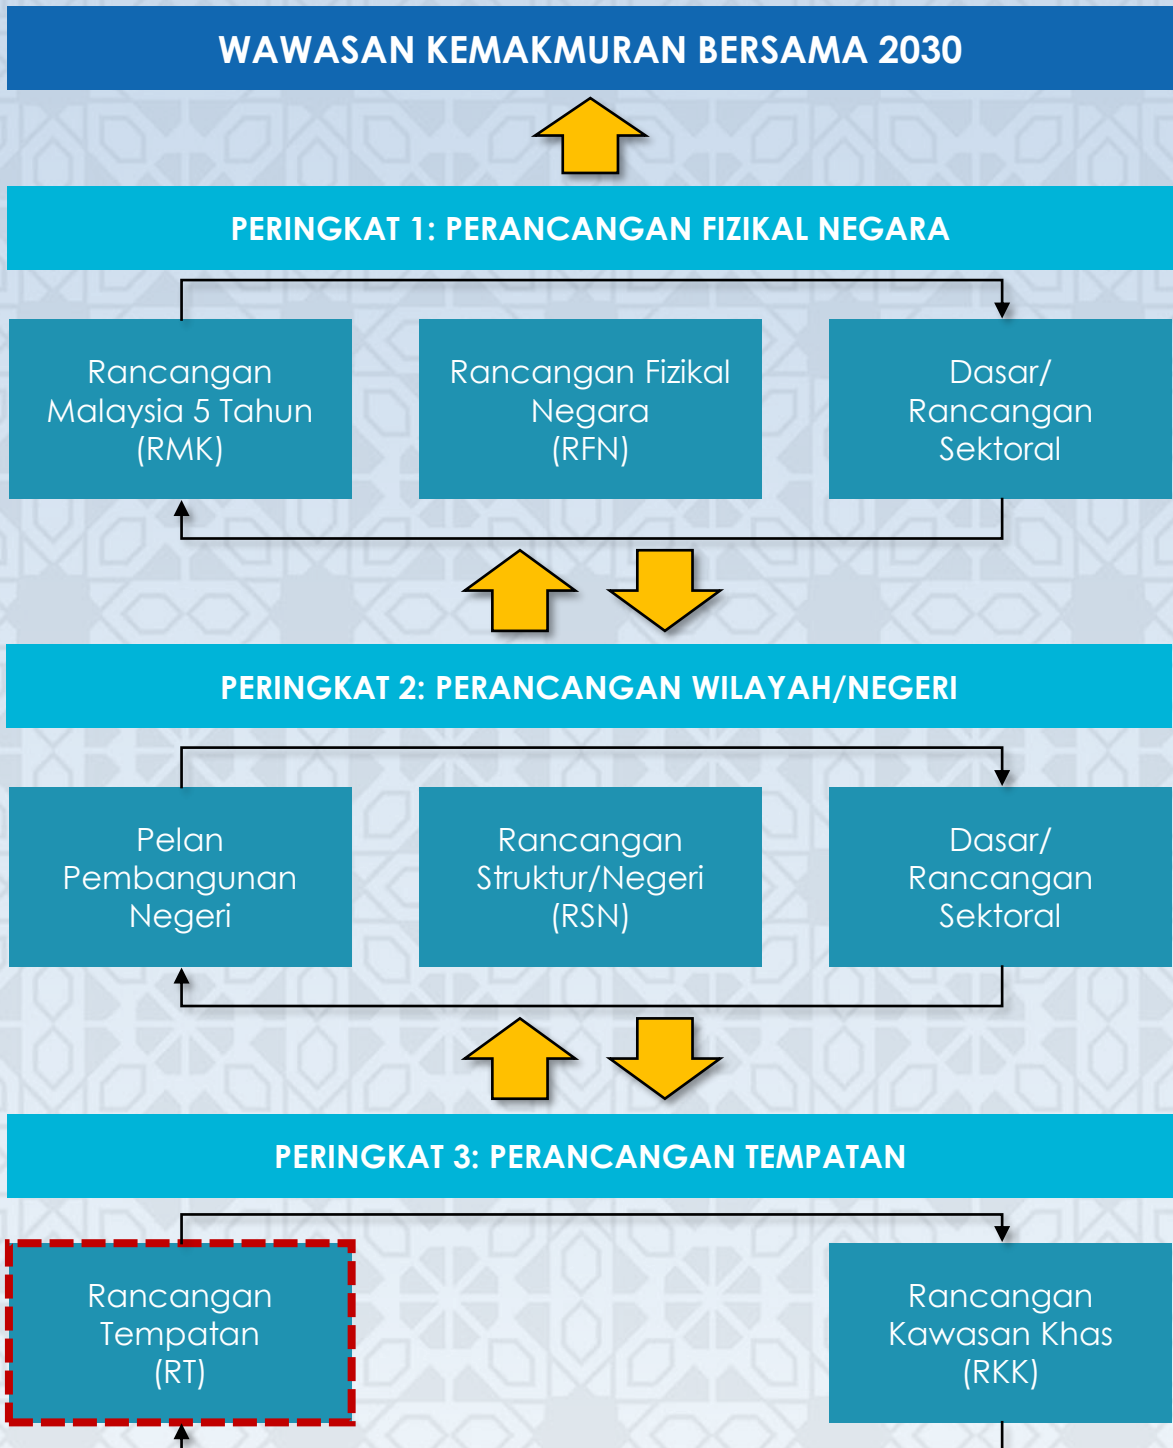 WAWASAN KEMAKMURAN BERSAMA 2030
PERINGKAT 1: PERANCANGAN FIZIKAL NEGARA
Rancangan
Malaysia 5 Tahun
(RMK)
Rancangan Fizikal
Negara
(RFN)
Dasar/
Rancangan
Sektoral
PERINGKAT 2: PERANCANGAN WILAYAH/NEGERI
Pelan
Pembangunan
Negeri
Rancangan
Struktur/Negeri
(RSN)
Dasar/
Rancangan
Sektoral
PERINGKAT 3: PERANCANGAN TEMPATAN
Rancangan
Tempatan
(RT)
Rancangan
Kawasan Khas
(RKK)